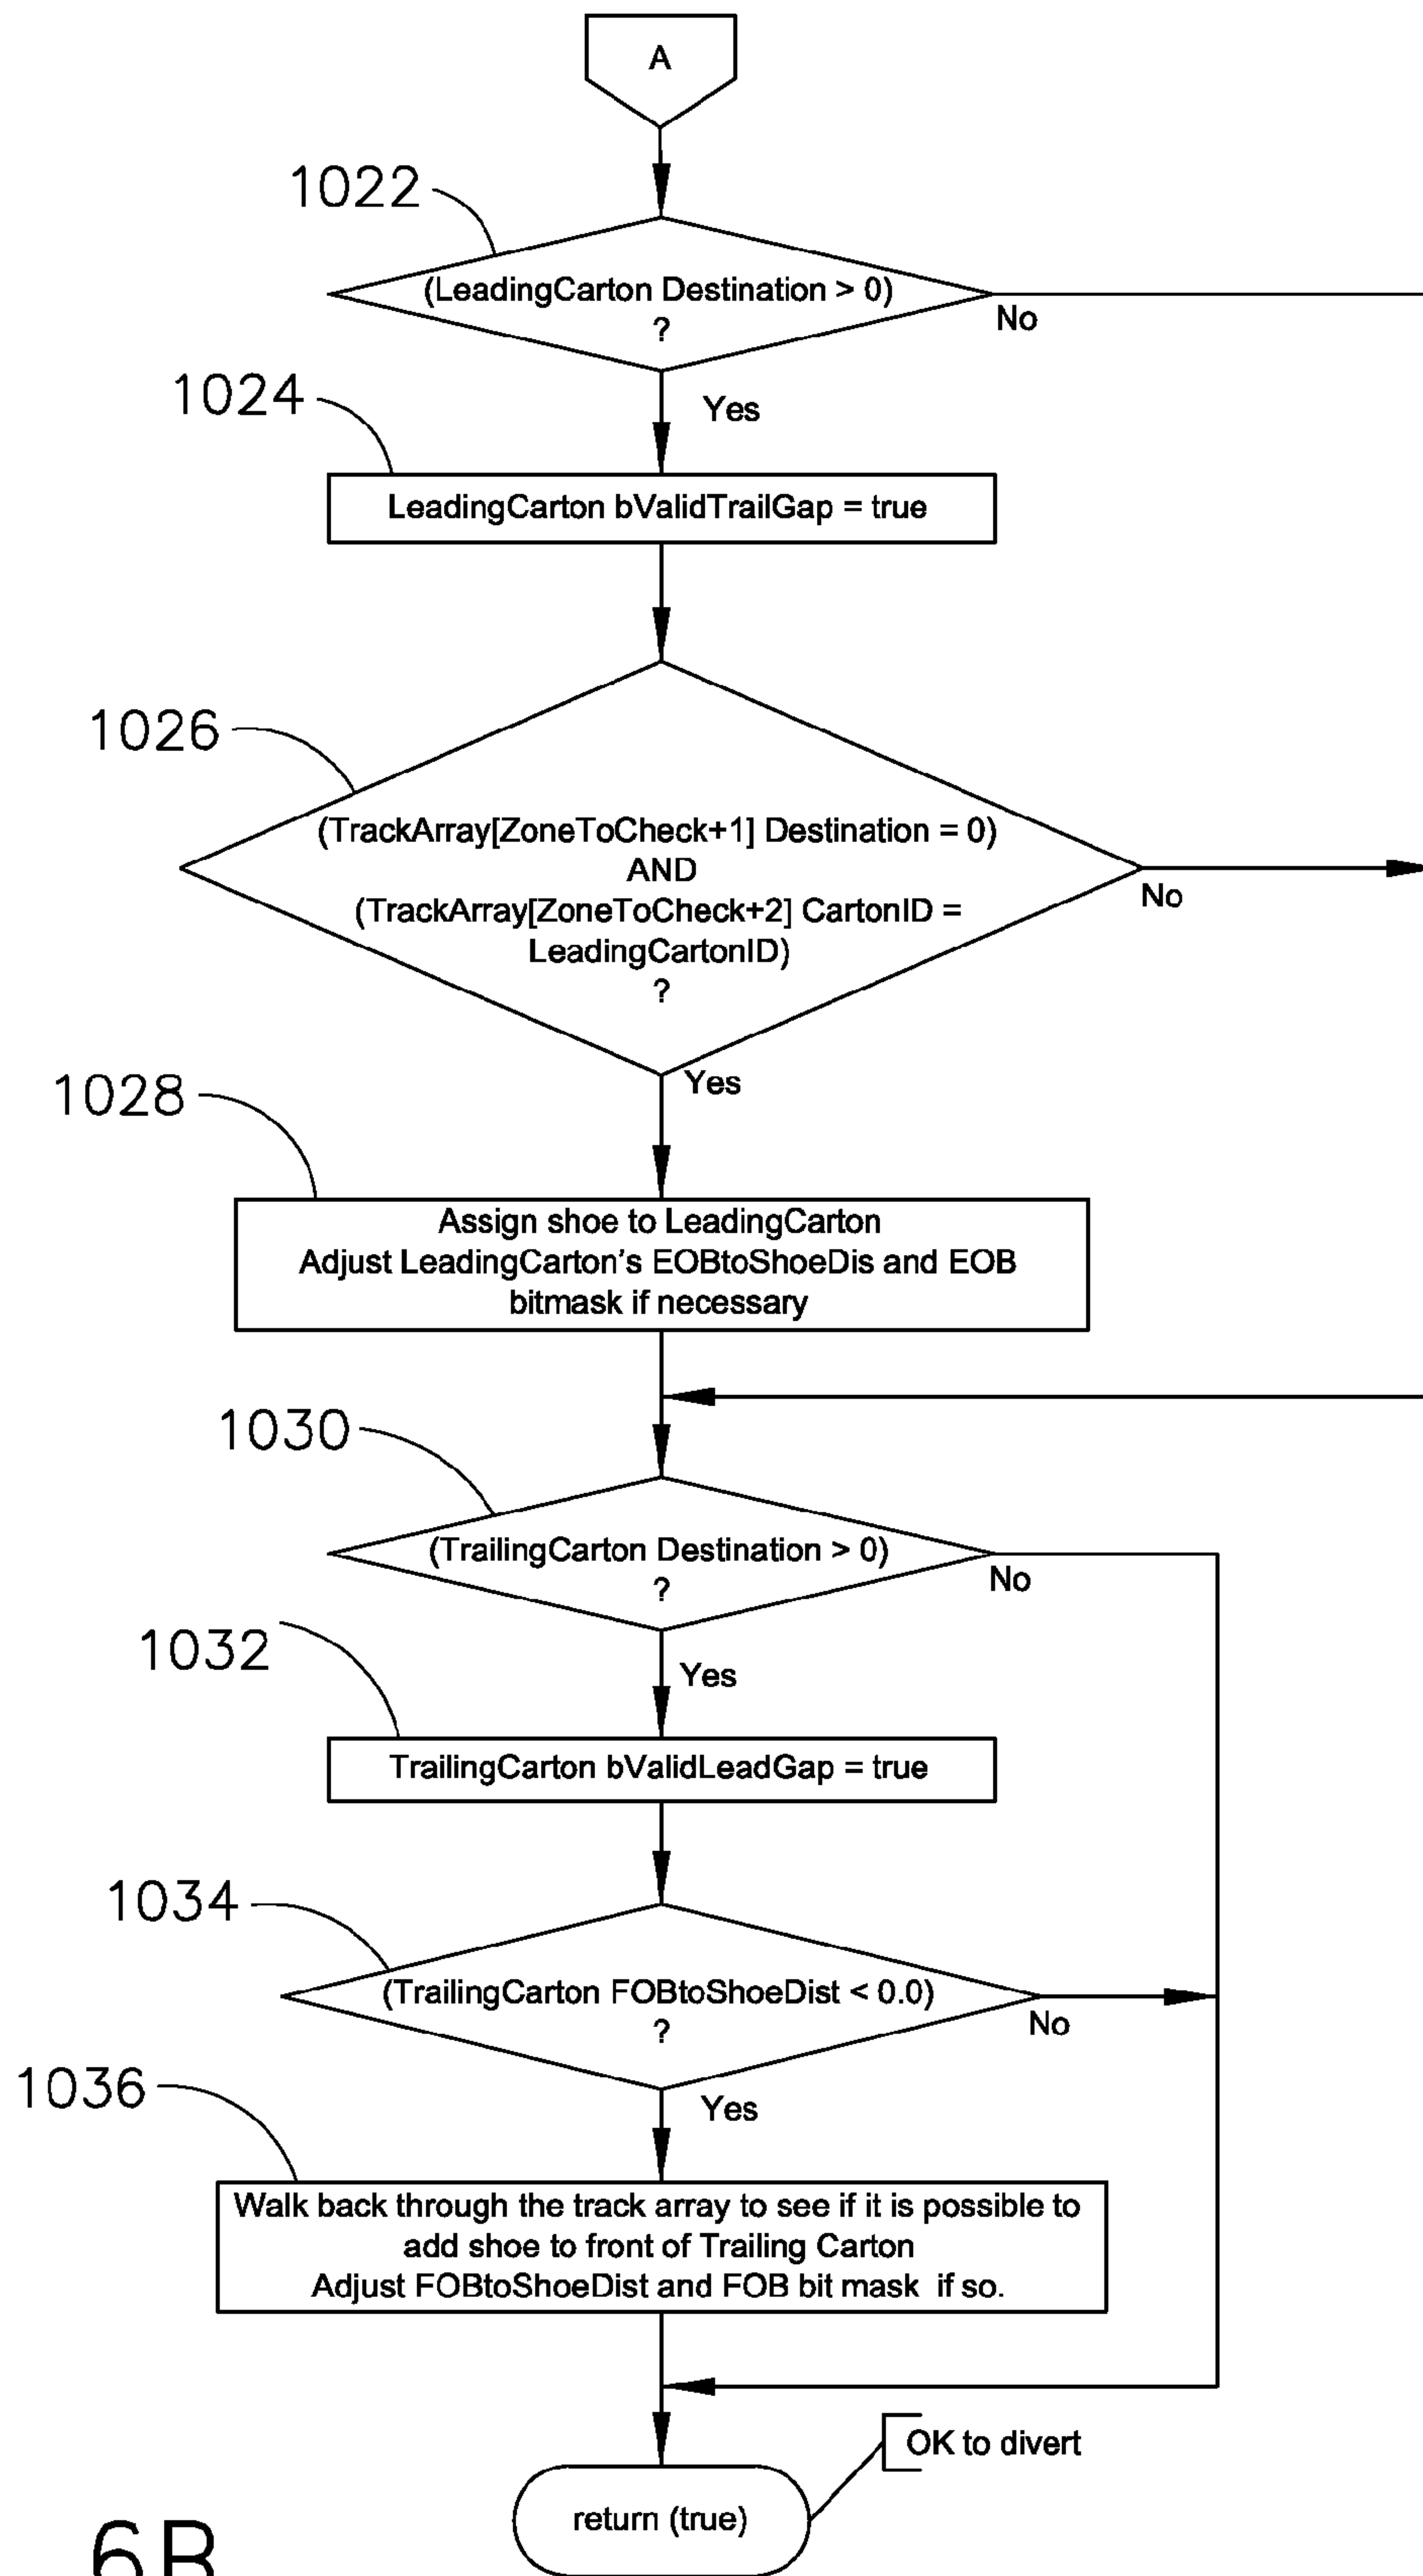 A
1022
(LeadingCarton Destination > 0)
?
No
1024
Yes
LeadingCarton bValidTrailGap = true
1026
(TrackArray[ZoneToCheck+1] Destination = 0)
AND
(TrackArray[ZoneToCheck+2] CartonID =
LeadingCartonID)
?
No
Yes
1028
Assign shoe to LeadingCarton
Adjust LeadingCarton's EOBtoShoeDis and EOB
bitmask if necessary
1030
(TrailingCarton Destination > 0)
?
No
1032
Yes
TrailingCarton bValidLeadGap = true
1034
(TrailingCarton FOBtoShoeDist < 0.0)
?
No
1036
Yes
Walk back through the track array to see if it is possible to
add shoe to front of Trailing Carton
Adjust FOBtoShoeDist and FOB bit mask if so.
OK to divert
return (true)
6B